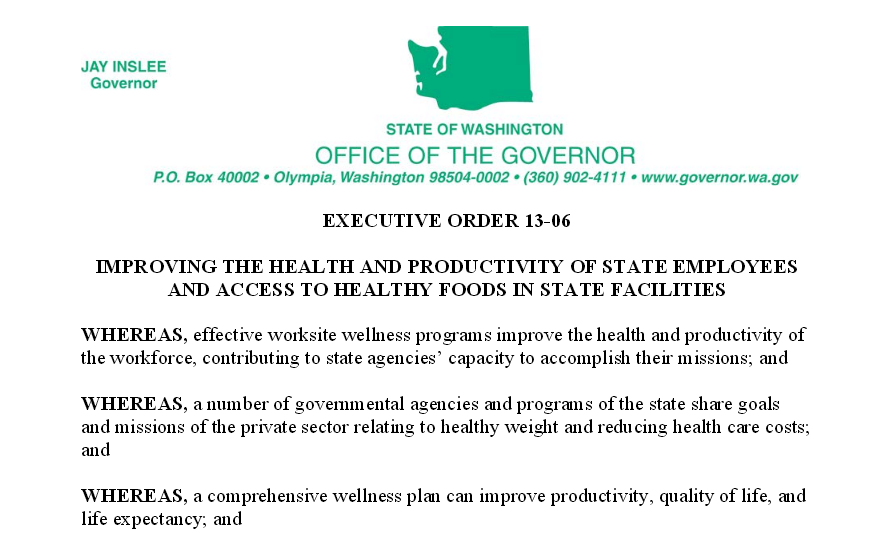 JAY INSLEE
Governor
STATE OF WASHINGTON
OFFICE OF THE GOVERNOR
P.O. Box 40002 • Olympia, Washington 98504-0002 • (360) 902-4111 • www.governor.wa.gov
EXECUTIVE ORDER 13-06
IMPROVING THE HEALTH AND PRODUCTIVITY OF STATE EMPLOYEES
AND ACCESS TO HEALTHY FOODS IN STATE FACILITIES
WHEREAS, effective worksite wellness programs improve the health and productivity of
the workforce, contributing to state agencies’ capacity to accomplish their missions; and
WHEREAS, a number of governmental agencies and programs of the state share goals
and missions of the private sector relating to healthy weight and reducing health care costs;
and
WHEREAS, a comprehensive wellness plan can improve productivity, quality of life, and
life expectancy; and